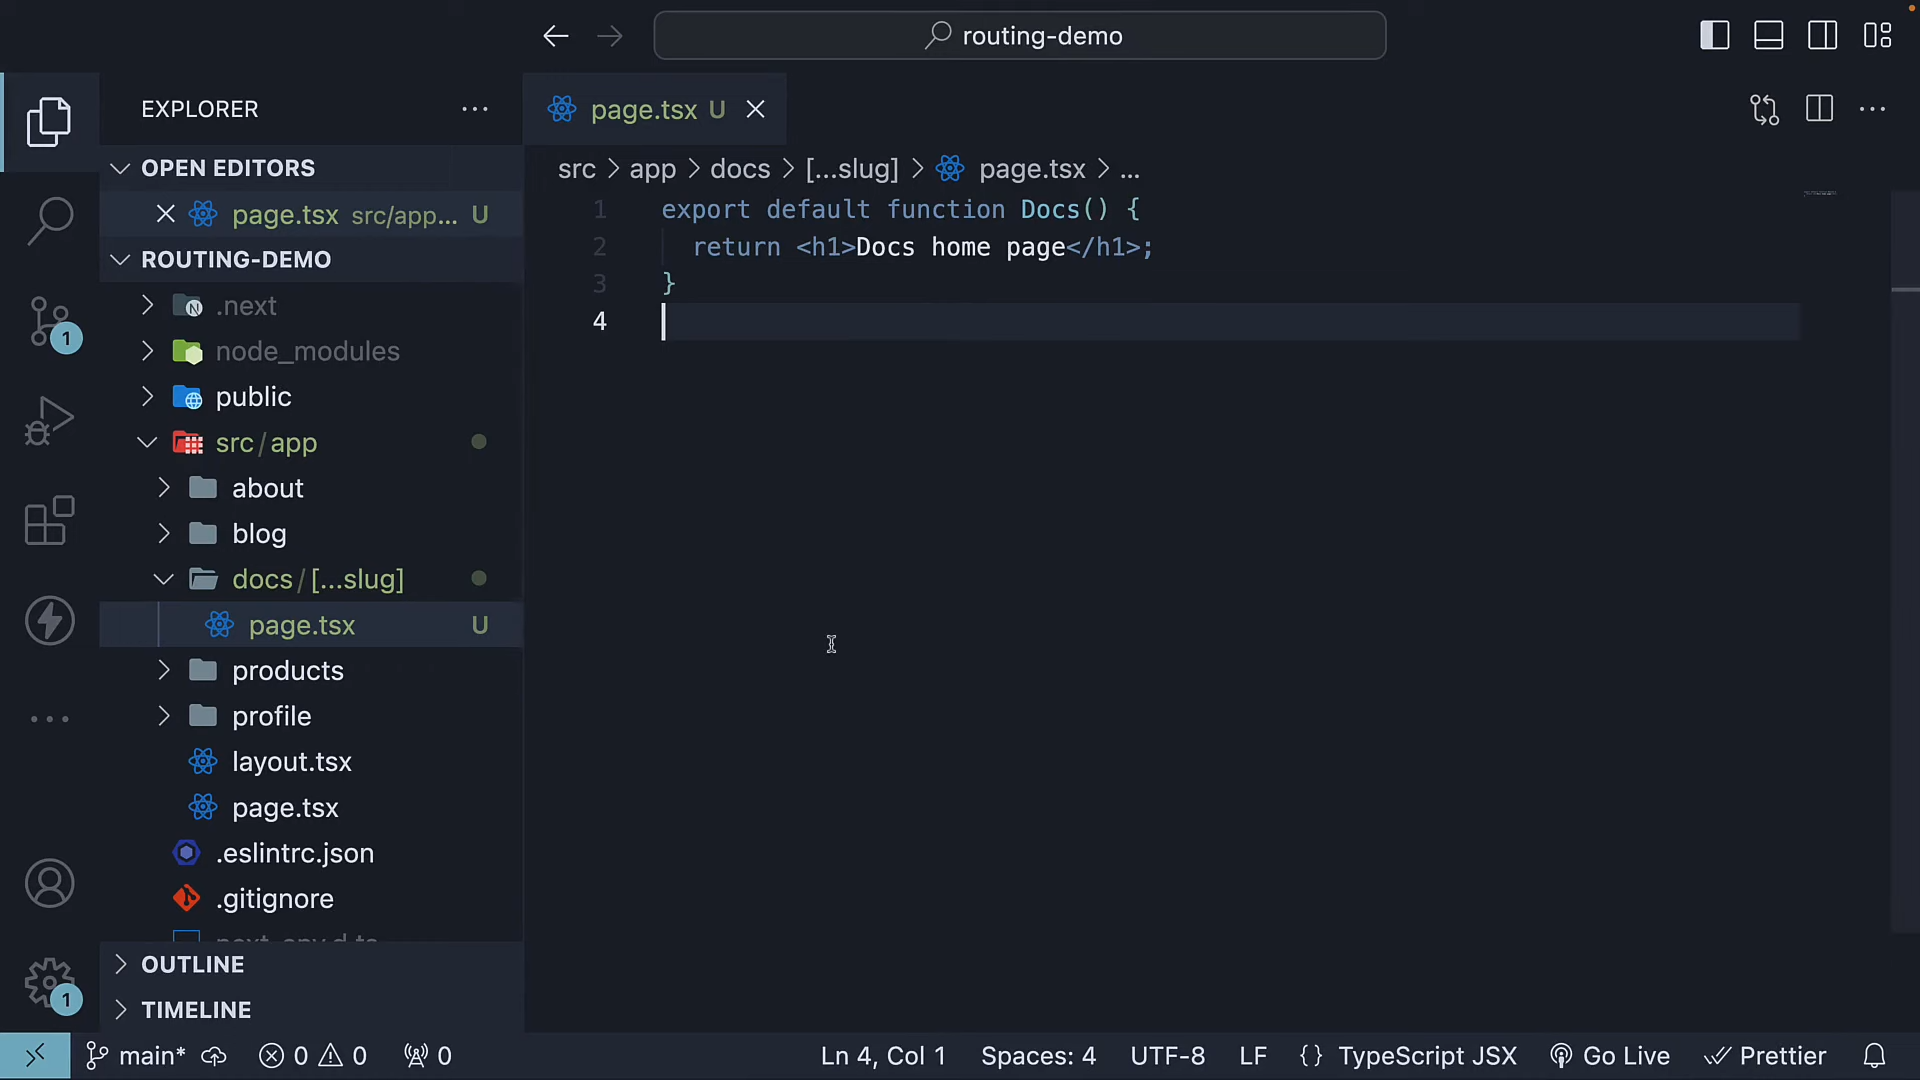 routing-demo
EXPLORER
page.tsx U
OPEN EDITORS
page.tsx src/app... U
src > app > docs > [...slug] > page.tsx > ...
ROUTING-DEMO
.next
node_modules
public
src / app
about
blog
docs / [...slug]
page.tsx U
products
profile
layout.tsx
page.tsx
.eslintrc.json
.gitignore
1 export default function Docs() {
2 return <h1>Docs home page</h1>;
3 }
4
OUTLINE
TIMELINE
1
1
main* 0 0 0 Ln 4, Col 1 Spaces: 4 UTF-8 LF {} TypeScript JSX Go Live Prettier